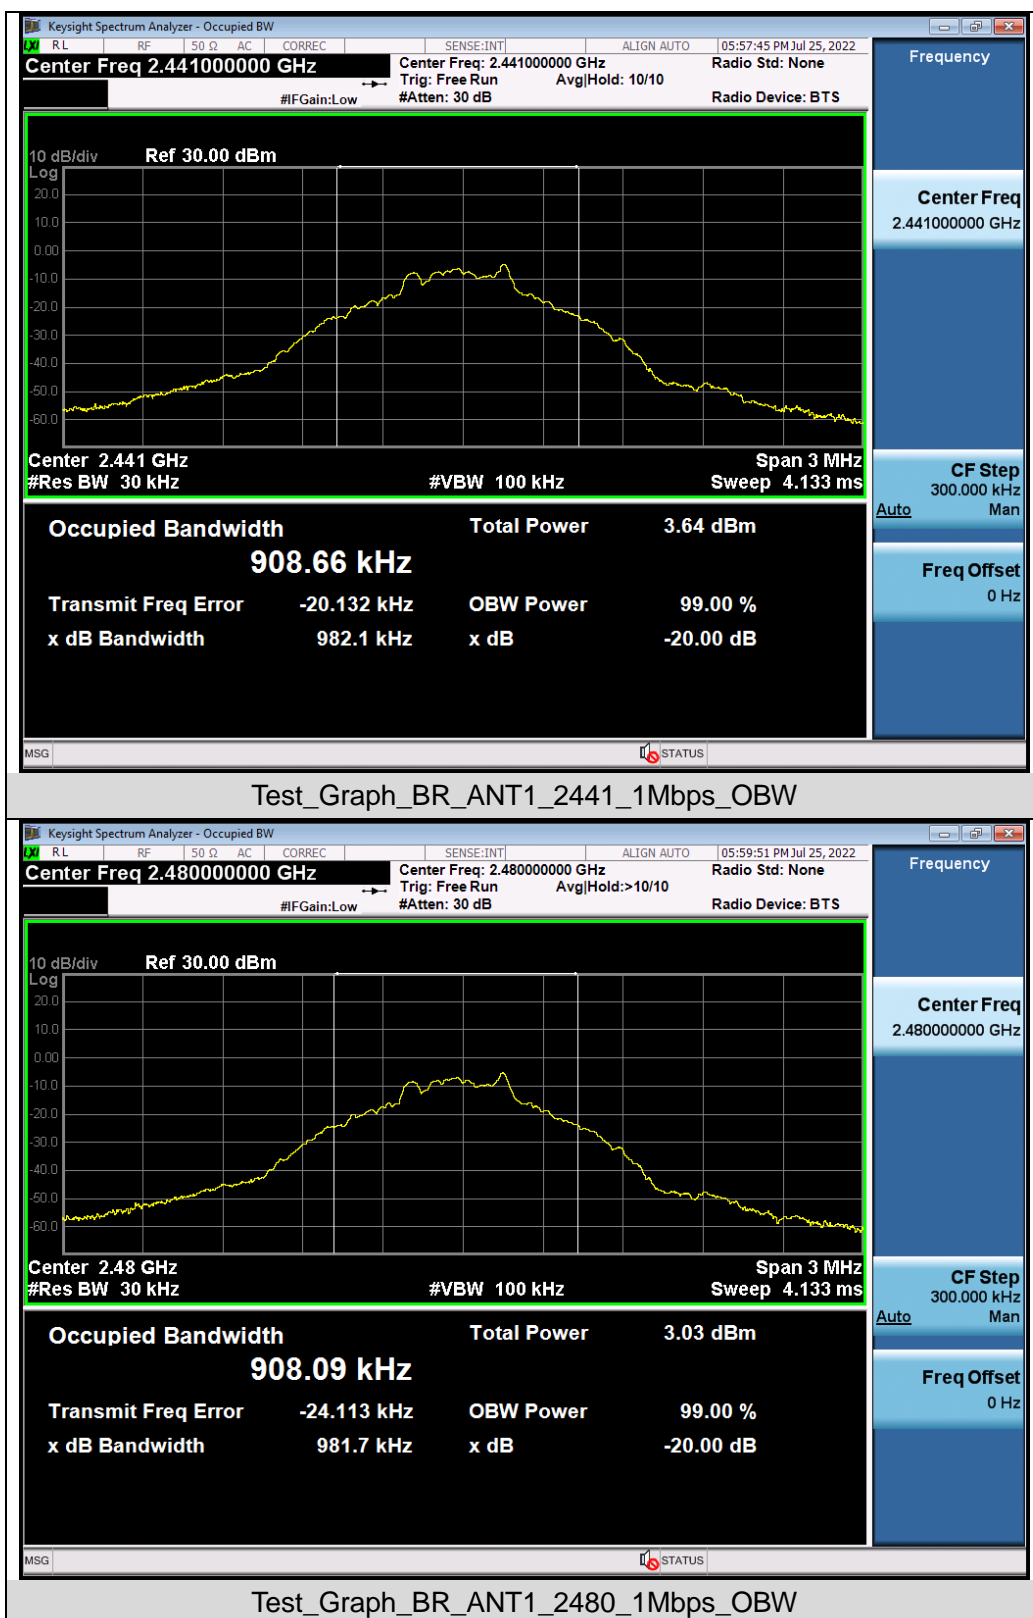 Keysight Spectrum Analyzer - Occupied BW
LXI RL RF 50 Ω AC CORREC SENSE:INT ALIGN AUTO 05:57:45 PM Jul 25, 2022
Center Freq 2.441000000 GHz
Center Freq: 2.441000000 GHz Radio Std: None
Trig: Free Run Avg|Hold: 10/10
#IFGain:Low #Atten: 30 dB Radio Device: BTS
Frequency
10 dB/div Ref 30.00 dBm
Log
20.0
10.0
0.00
-10.0
-20.0
-30.0
-40.0
-50.0
-60.0
Center Freq
2.441000000 GHz
Center 2.441 GHz Span 3 MHz
#Res BW 30 kHz #VBW 100 kHz Sweep 4.133 ms
CF Step
300.000 kHz
Auto Man
Occupied Bandwidth Total Power 3.64 dBm
908.66 kHz
Transmit Freq Error -20.132 kHz OBW Power 99.00 %
x dB Bandwidth 982.1 kHz x dB -20.00 dB
Freq Offset
0 Hz
MSG STATUS
Test_Graph_BR_ANT1_2441_1Mbps_OBW
Keysight Spectrum Analyzer - Occupied BW
LXI RL RF 50 Ω AC CORREC SENSE:INT ALIGN AUTO 05:59:51 PM Jul 25, 2022
Center Freq 2.480000000 GHz
Center Freq: 2.480000000 GHz Radio Std: None
Trig: Free Run Avg|Hold:>10/10
#IFGain:Low #Atten: 30 dB Radio Device: BTS
Frequency
10 dB/div Ref 30.00 dBm
Log
20.0
10.0
0.00
-10.0
-20.0
-30.0
-40.0
-50.0
-60.0
Center Freq
2.480000000 GHz
Center 2.48 GHz Span 3 MHz
#Res BW 30 kHz #VBW 100 kHz Sweep 4.133 ms
CF Step
300.000 kHz
Auto Man
Occupied Bandwidth Total Power 3.03 dBm
908.09 kHz
Transmit Freq Error -24.113 kHz OBW Power 99.00 %
x dB Bandwidth 981.7 kHz x dB -20.00 dB
Freq Offset
0 Hz
MSG STATUS
Test_Graph_BR_ANT1_2480_1Mbps_OBW